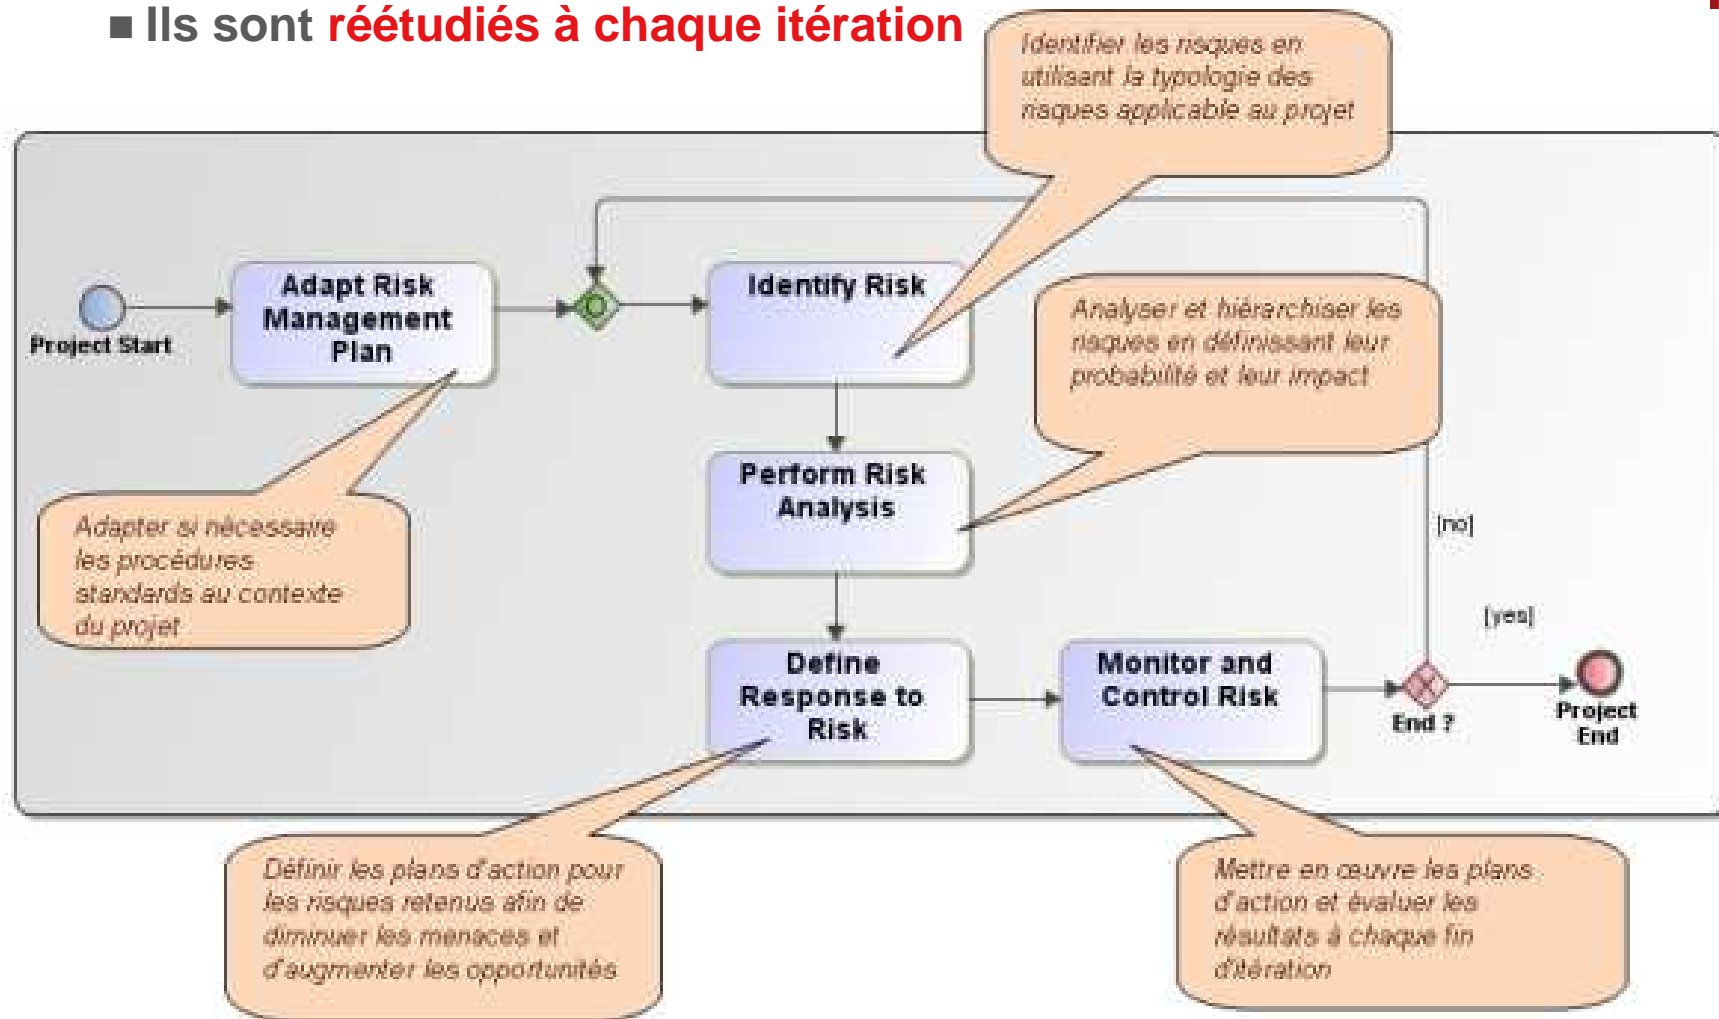 ■ Ils sont réétudiés à chaque itération
Identifier les risques en
utilisant la typologie des
risques applicable au projet
Project Start
Adapt Risk
Management
Plan
Identify Risk
Analyser et hiérarchiser les
risques en définissant leur
probabilité et leur impact
Adapter si nécessaire
les procédures
standards au contexte
du projet
Perform Risk
Analysis
[no]
[yes]
Define
Response to
Risk
Monitor and
Control Risk
End ?
Project
End
Définir les plans d'action pour
les risques retenus afin de
diminuer les menaces et
d'augmenter les opportunités
Mettre en œuvre les plans
d'action et évaluer les
résultats à chaque fin
d'itération